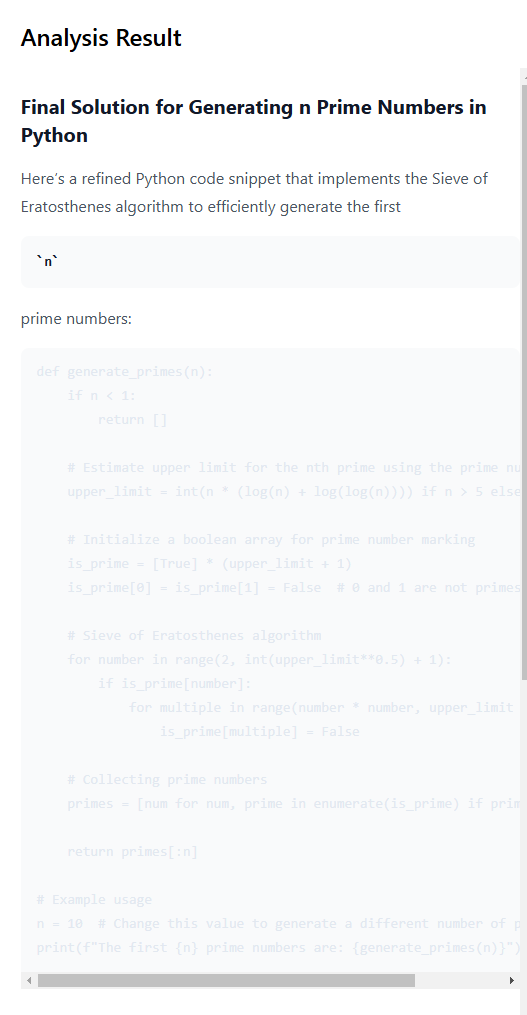 Analysis Result
Final Solution for Generating n Prime Numbers in
Python
Here's a refined Python code snippet that implements the Sieve of
Eratosthenes algorithm to efficiently generate the first
`n`
prime numbers:
def generate_primes(n):
    if n < 1:
        return []
    # Estimate upper limit for the nth prime using the prime nu
    upper_limit = int(n * (log(n) + log(log(n)))) if n > 5 else
    # Initialize a boolean array for prime number marking
    is_prime = [True] * (upper_limit + 1)
    is_prime[0] = is_prime[1] = False  # 0 and 1 are not primes
    # Sieve of Eratosthenes algorithm
    for number in range(2, int(upper_limit**0.5) + 1):
        if is_prime[number]:
            for multiple in range(number * number, upper_limit
                is_prime[multiple] = False
    # Collecting prime numbers
    primes = [num for num, prime in enumerate(is_prime) if prim
    return primes[:n]
# Example usage
n = 10  # Change this value to generate a different number of p
print(f"The first {n} prime numbers are: {generate_primes(n)}")